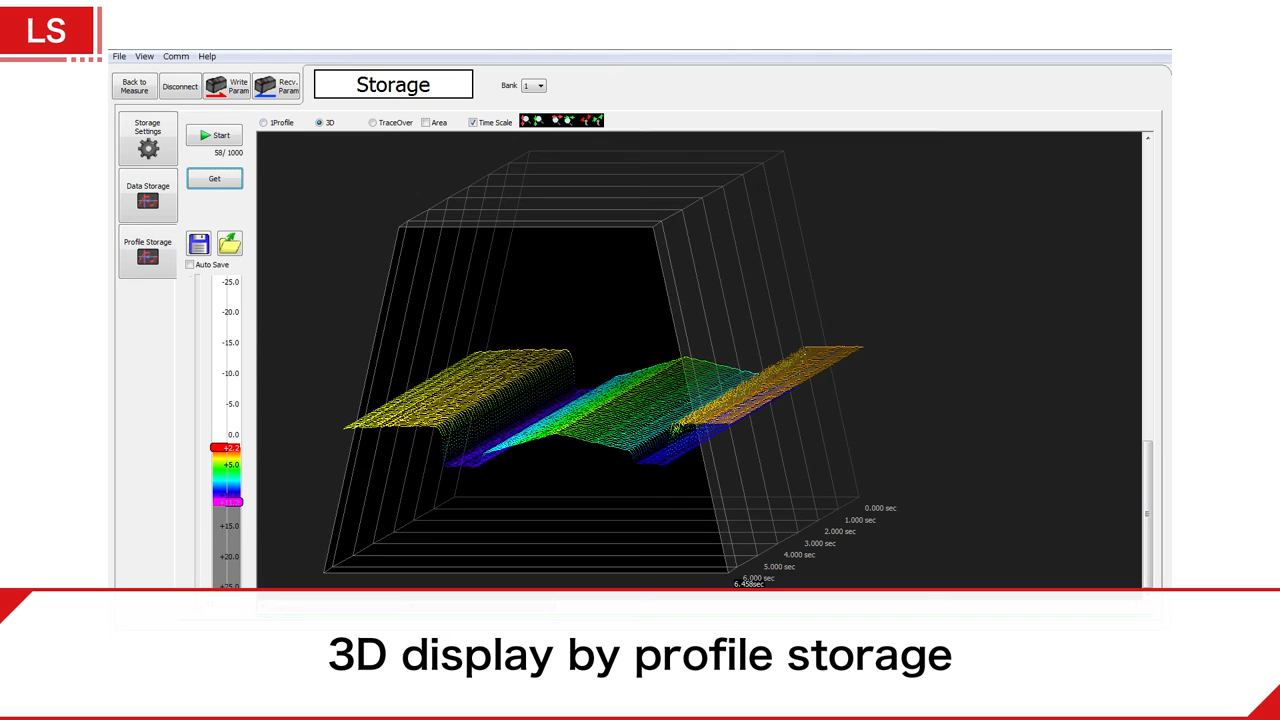 LS
File View Comm Help
Back to Measure
Disconnect
Write Param
Recv. Param
Storage
Bank 1
Storage Settings
Start
58/ 1000
Get
Data Storage
Profile Storage
Auto Save
1Profile 3D TraceOver Area Time Scale
-25.0
-20.0
-15.0
-10.0
-5.0
0.0
+2.2
+5.0
+15.0
+20.0
0.000 sec
1.000 sec
2.000 sec
3.000 sec
4.000 sec
5.000 sec
6.000 sec
6.458sec
3D display by profile storage